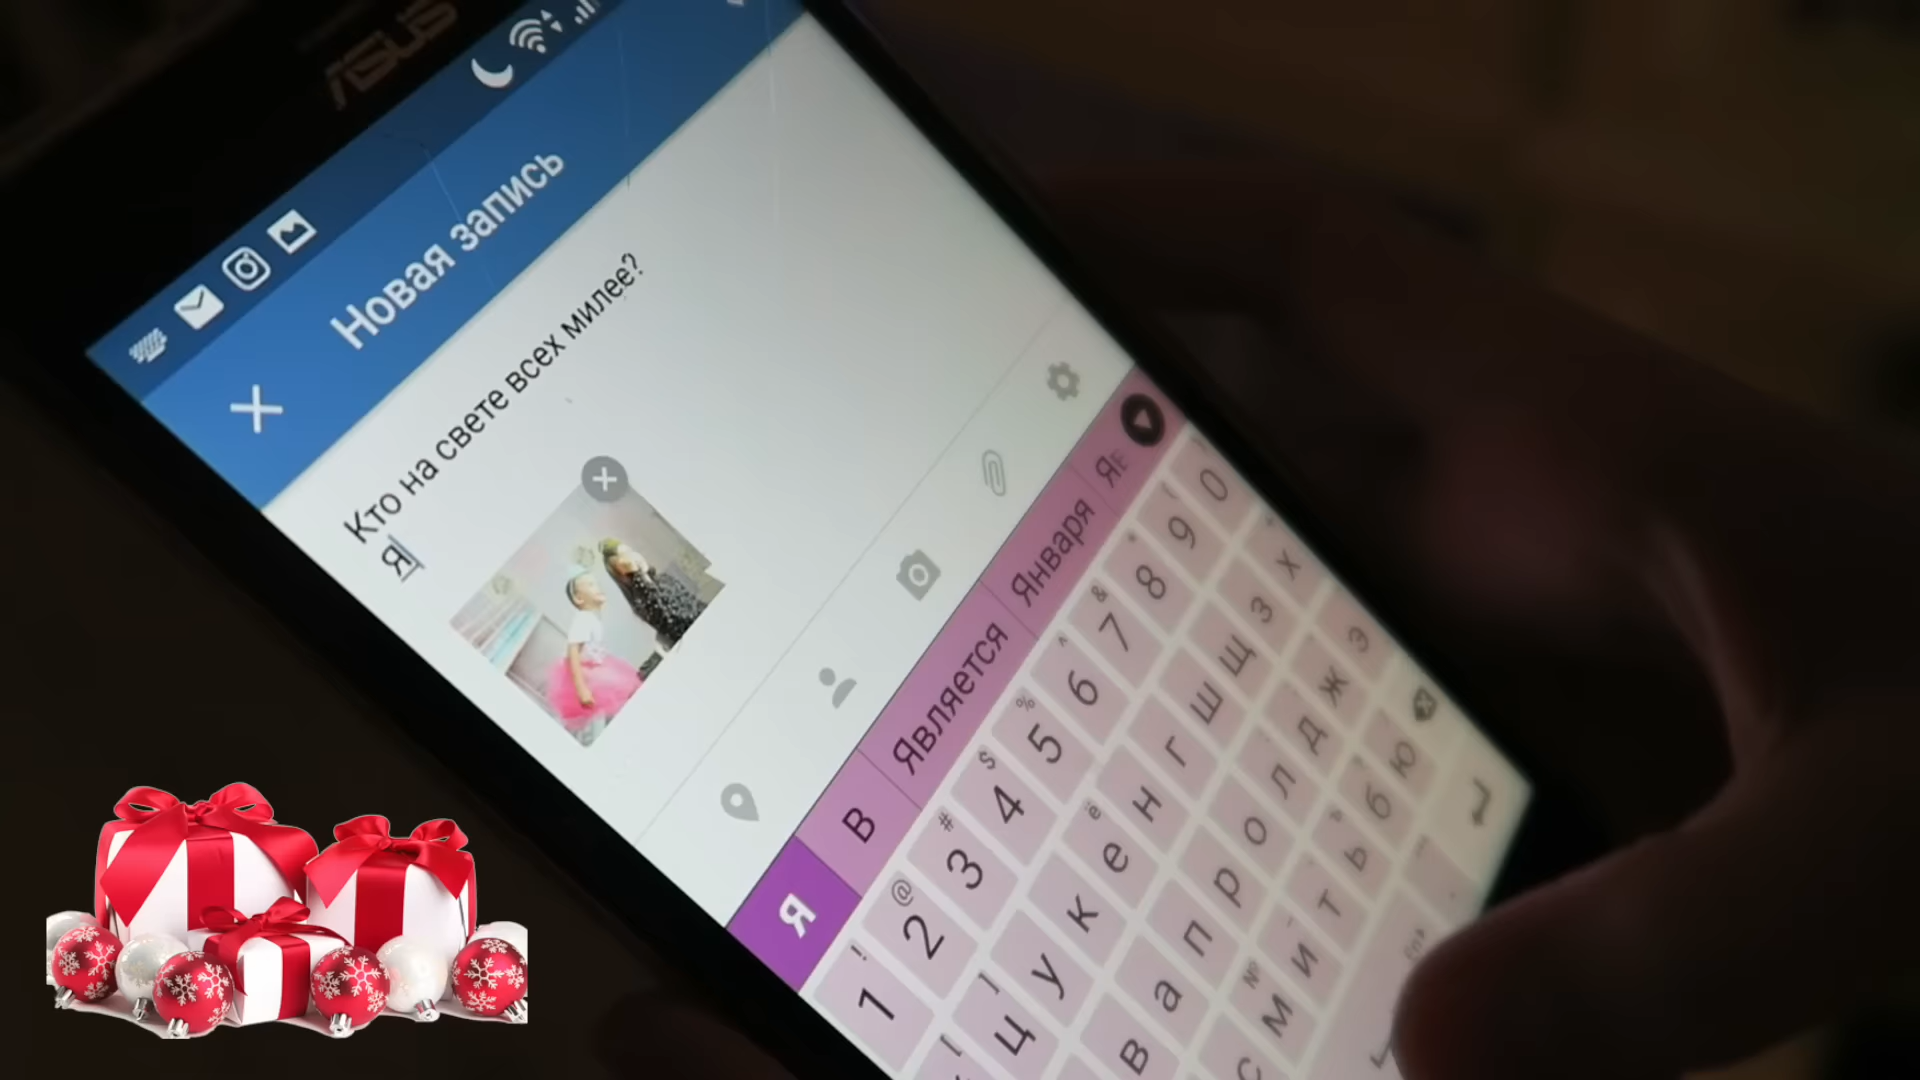 ASUS
Новая запись
Кто на свете всех милее?
Я
Я В Является Января
1 2 3 4 5 6 7 8 9 0
! @ # $ % ^ & * (
ц у к е н г ш щ з х
в а п р о л д ж э
с м и т ь б ю